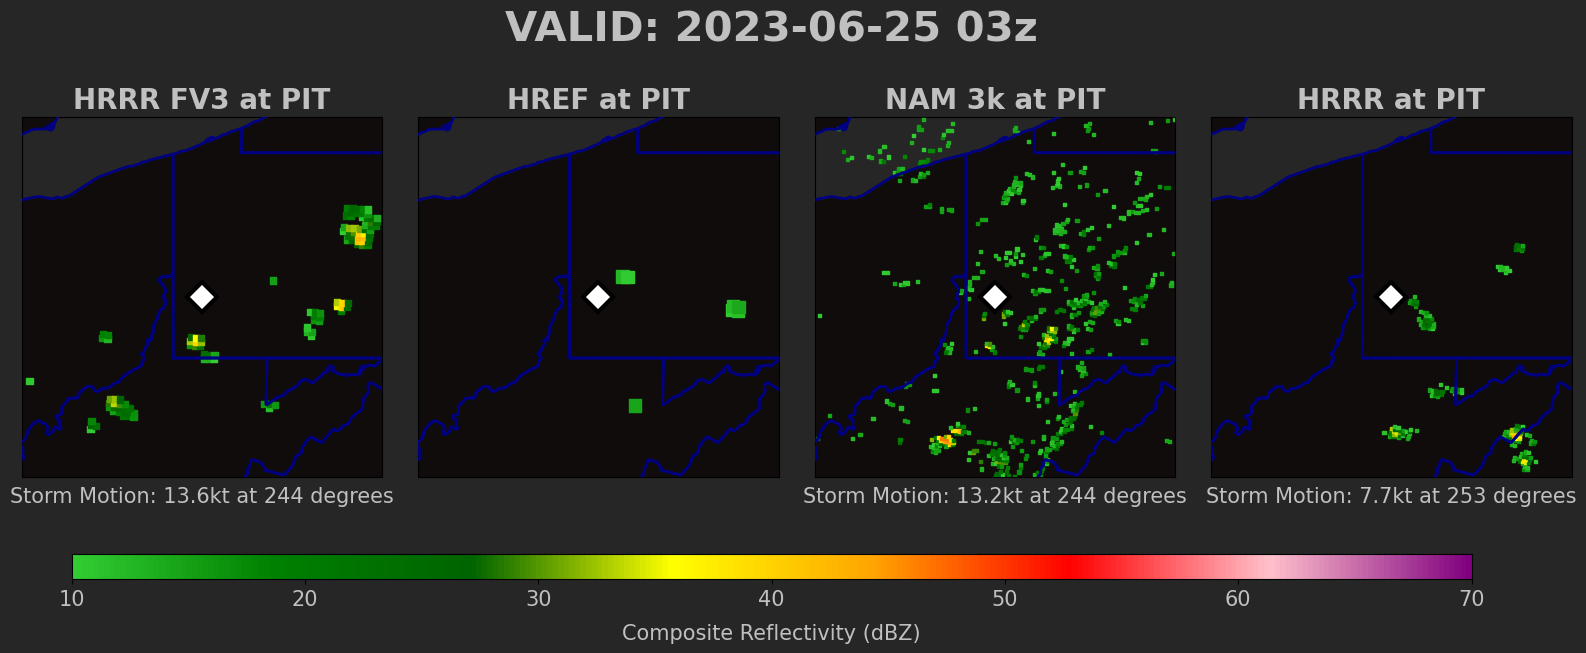 VALID: 2023-06-25 03z
HRRR FV3 at PIT
HREF at PIT
NAM 3k at PIT
HRRR at PIT
Storm Motion: 13.6kt at 244 degrees
Storm Motion: 13.2kt at 244 degrees
Storm Motion: 7.7kt at 253 degrees
10 20 30 40 50 60 70
Composite Reflectivity (dBZ)